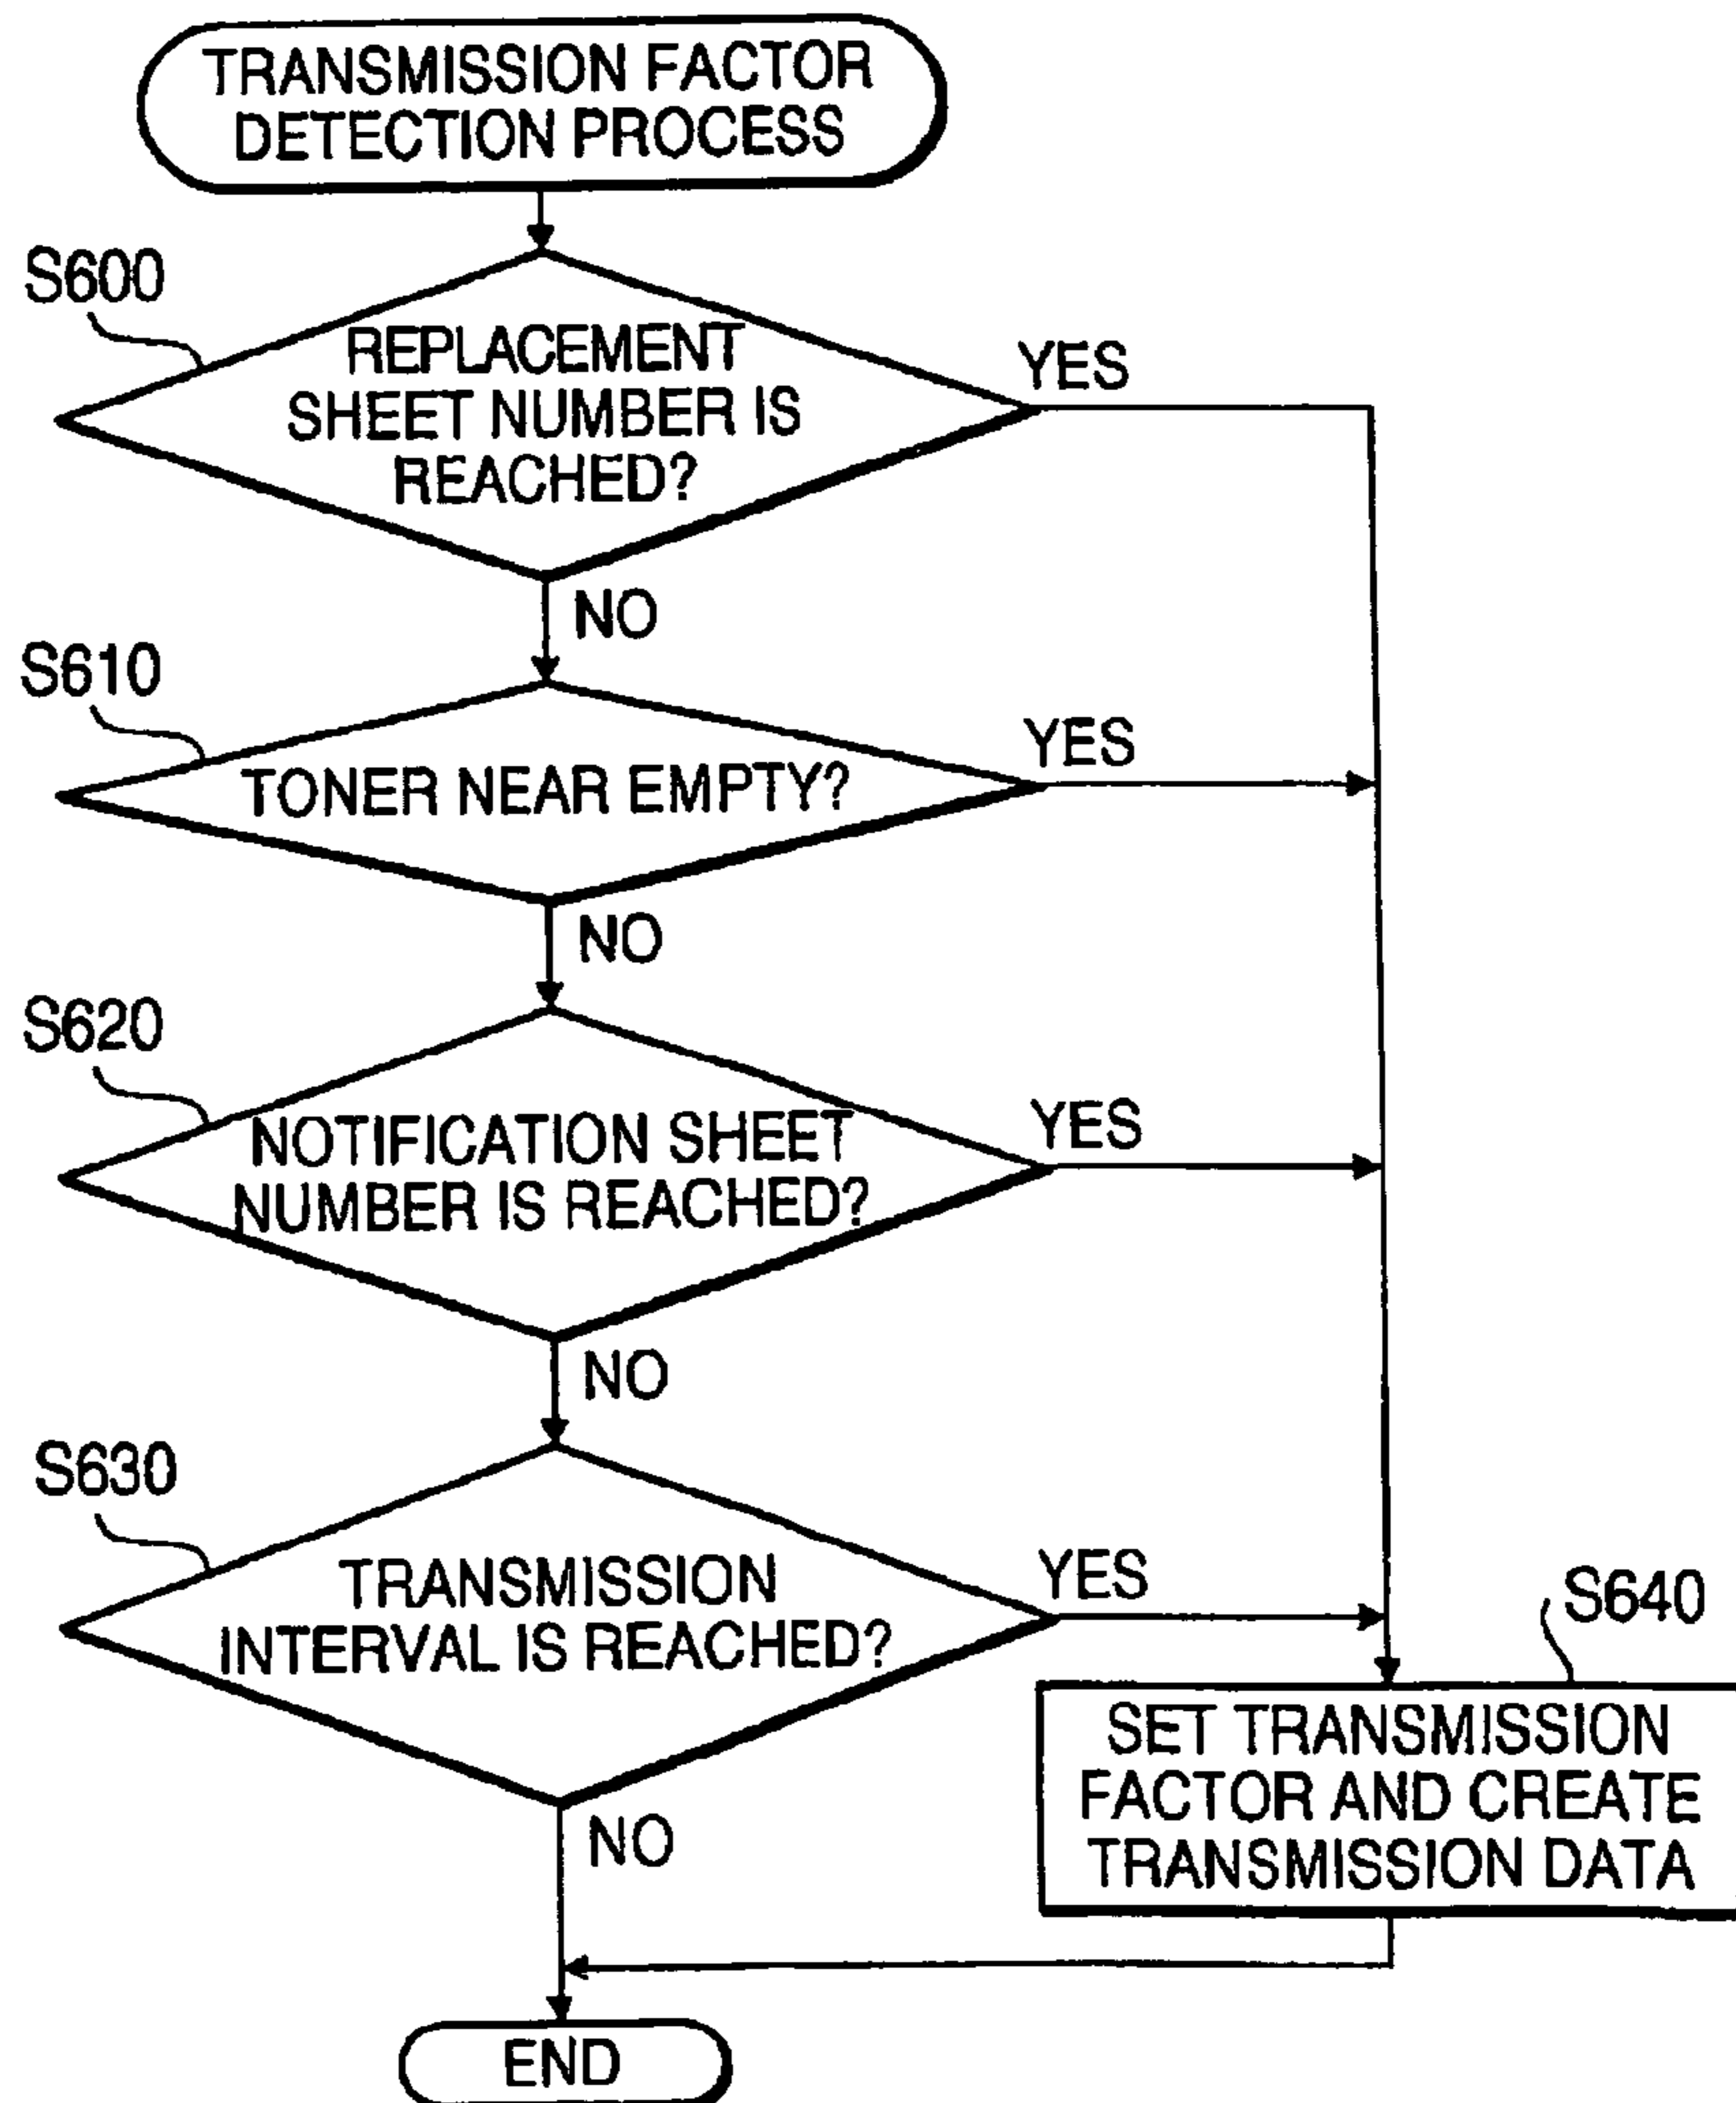 TRANSMISSION FACTOR
DETECTION PROCESS
S600
REPLACEMENT
SHEET NUMBER IS
REACHED?
YES
NO
S610
TONER NEAR EMPTY?
YES
NO
S620
NOTIFICATION SHEET
NUMBER IS REACHED?
YES
NO
S630
TRANSMISSION
INTERVAL IS REACHED?
YES
NO
S640
SET TRANSMISSION
FACTOR AND CREATE
TRANSMISSION DATA
END